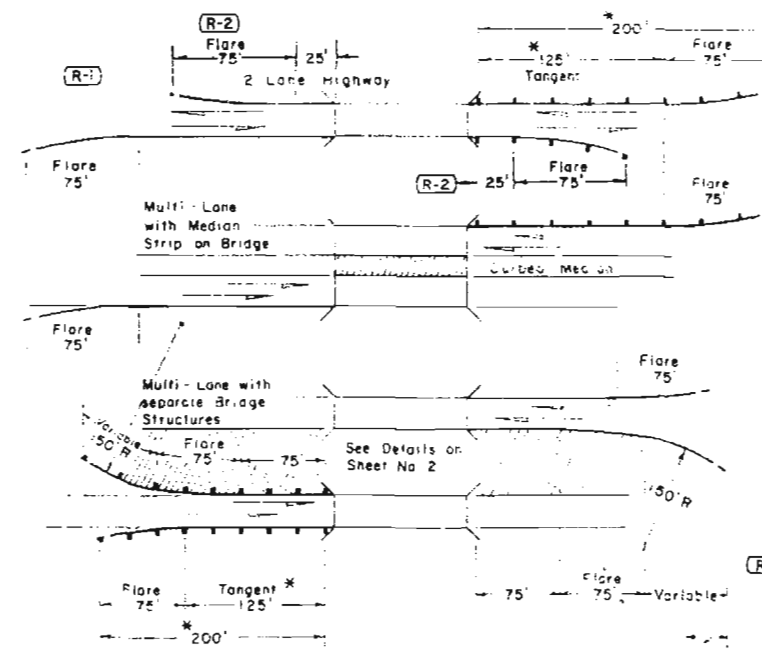 R-2
*200'
Flare
75'
25'
*125'
Flare
75'
R-1
Tangent
2 Lane Highway
Flare
75'
Flare
75'
R-2
25'
Flare
75'
Multi-Lane
with Median
Strip on Bridge
Curbed Median
Flare
75'
Flare
75'
Multi-Lane with
separate Bridge
Structures
Variable
50'R
Flare
75'
75'
See Details on
Sheet No 2
50'R
Flare
75'
Tangent *
125'
75'
Flare
75'
Variable
*200'